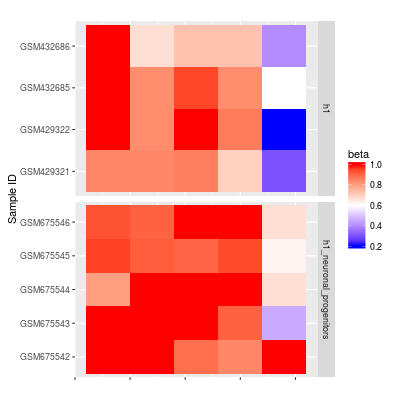 Sample ID
GSM432686
GSM432685
GSM429322
GSM429321
h1
GSM675546
GSM675545
GSM675544
GSM675543
GSM675542
h1_neuronal_progenitors
beta
1.0
0.8
0.6
0.4
0.2